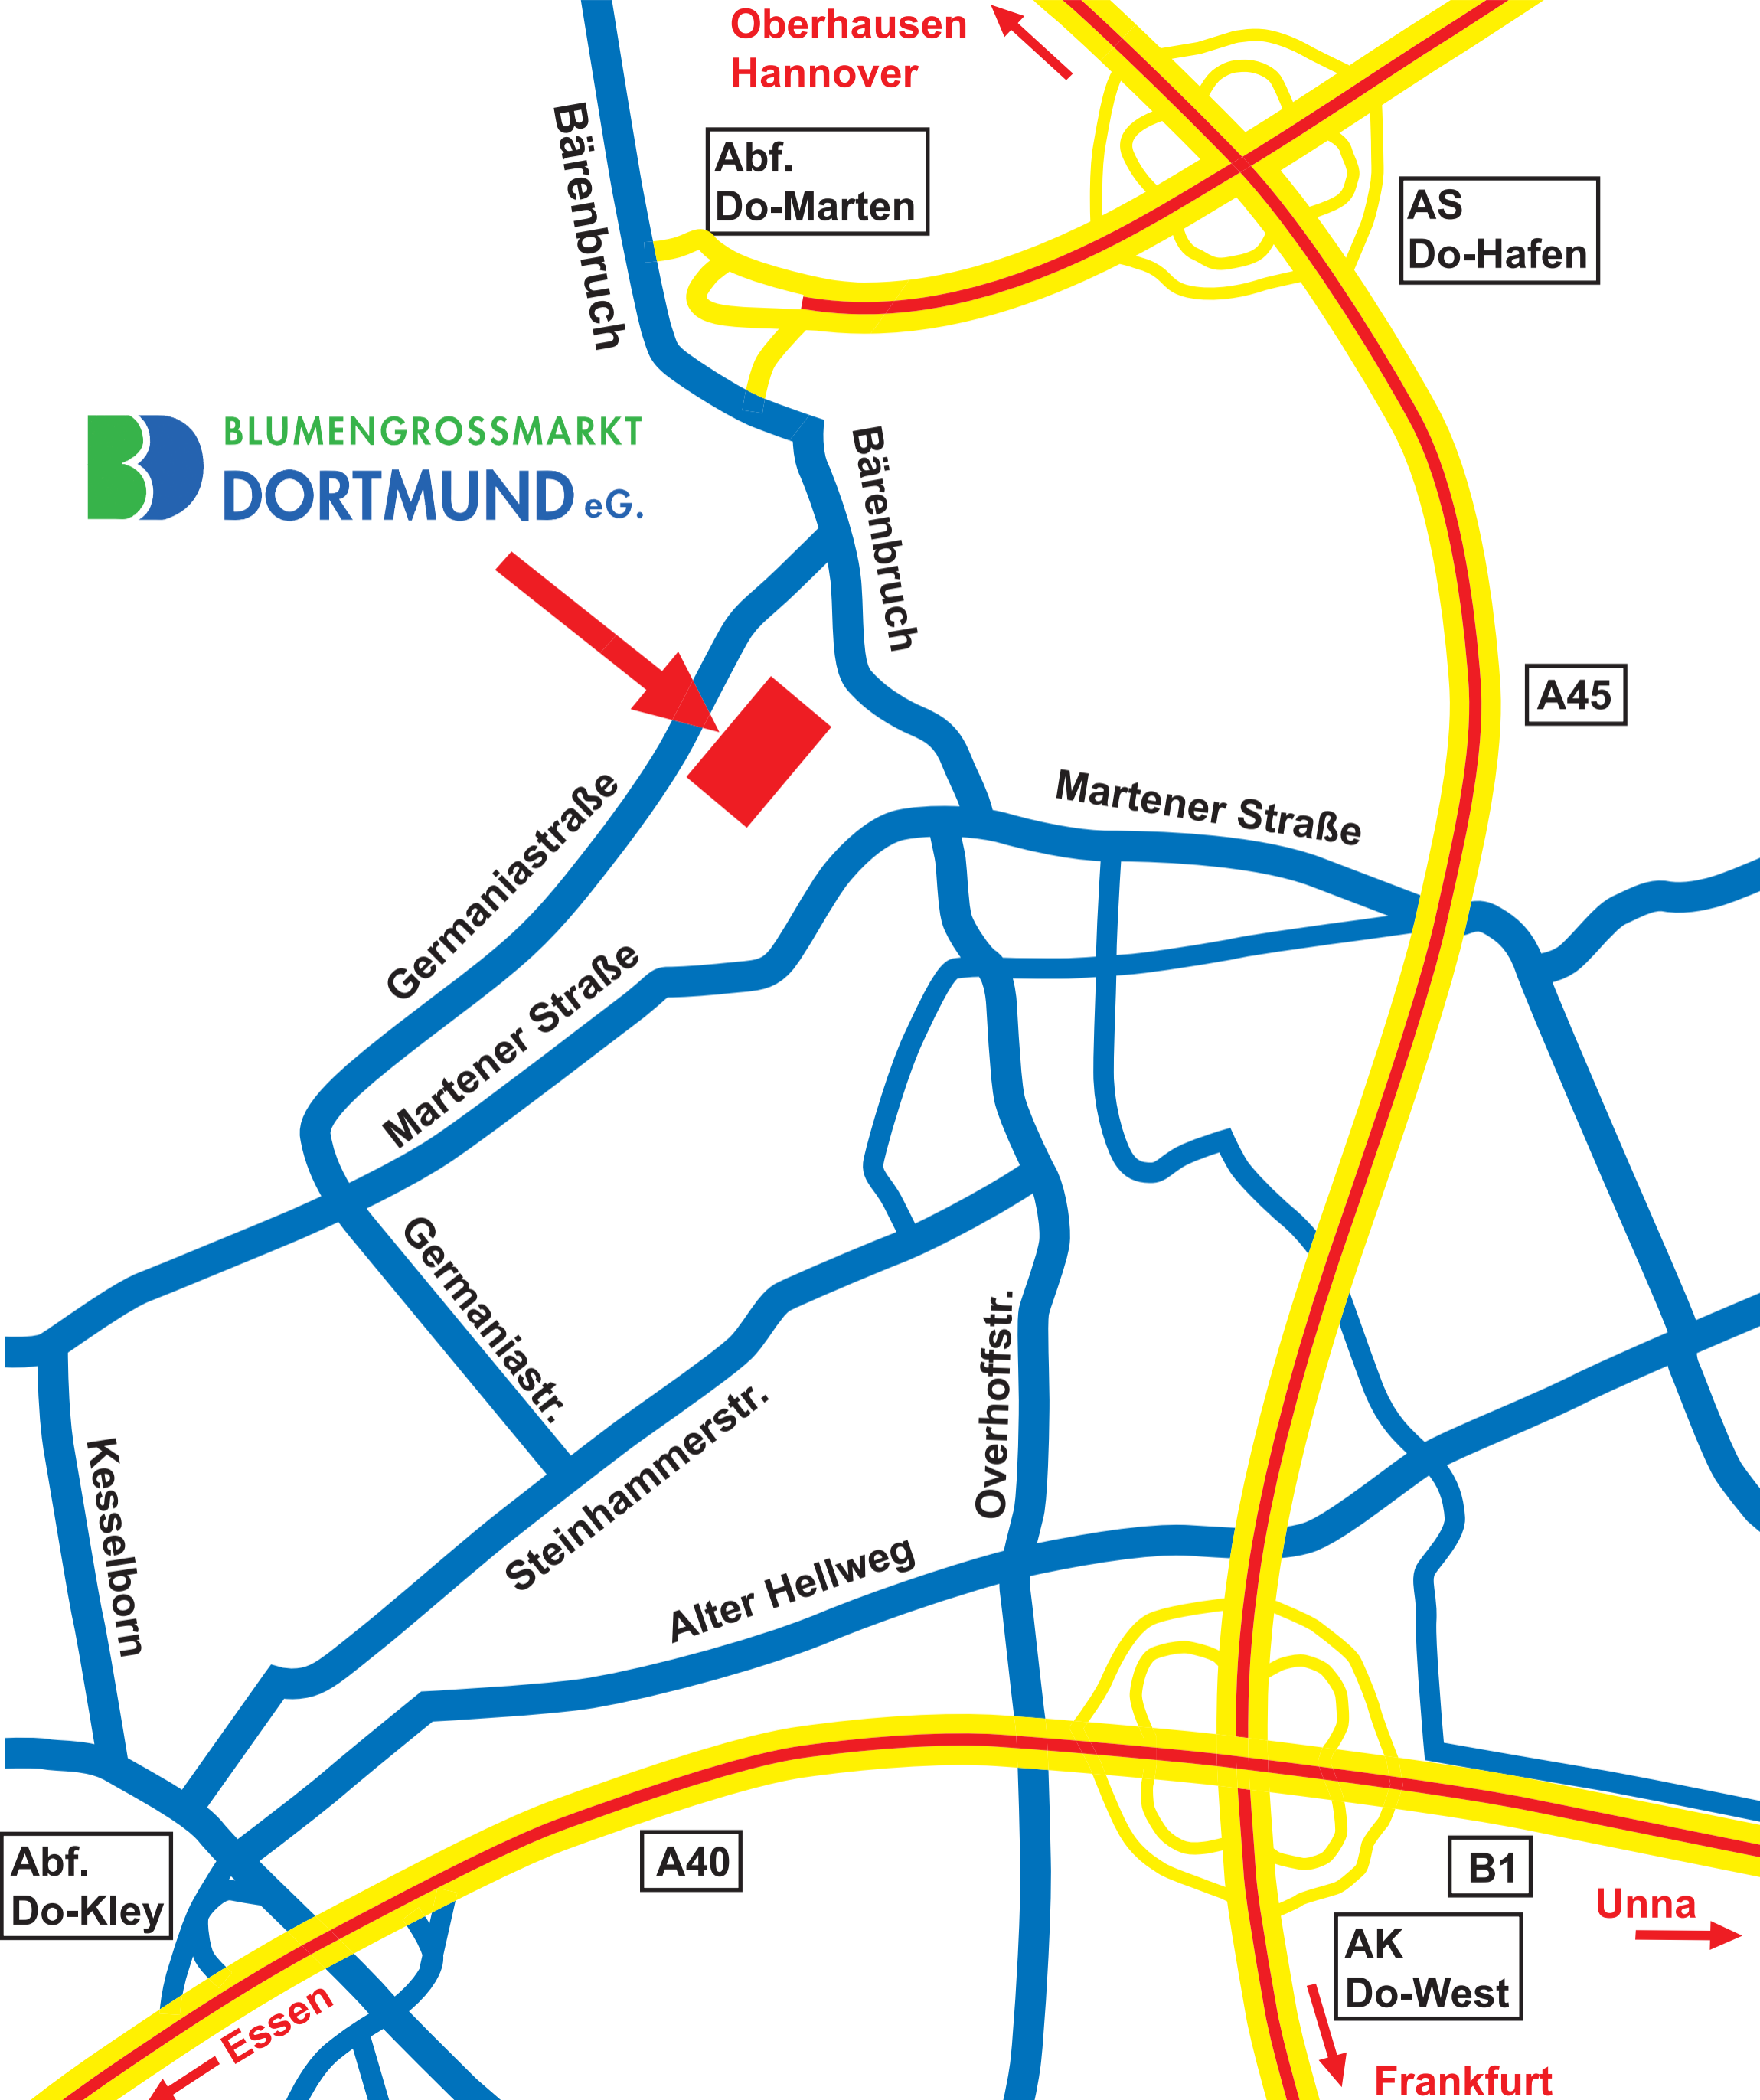 Oberhausen
Hannover
Bärenbruch
Abf.
Do-Marten
AS
Do-Hafen
BLUMENGROSSMARKT
DORTMUND eG.
Bärenbruch
A45
Martener Straße
Germaniastraße
Martener Straße
Germaniastr.
Overhoffstr.
Steinhammerstr.
Kesselborn
Alter Hellweg
Abf.
Do-Kley
A40
B1
Unna
AK
Do-West
Essen
Frankfurt